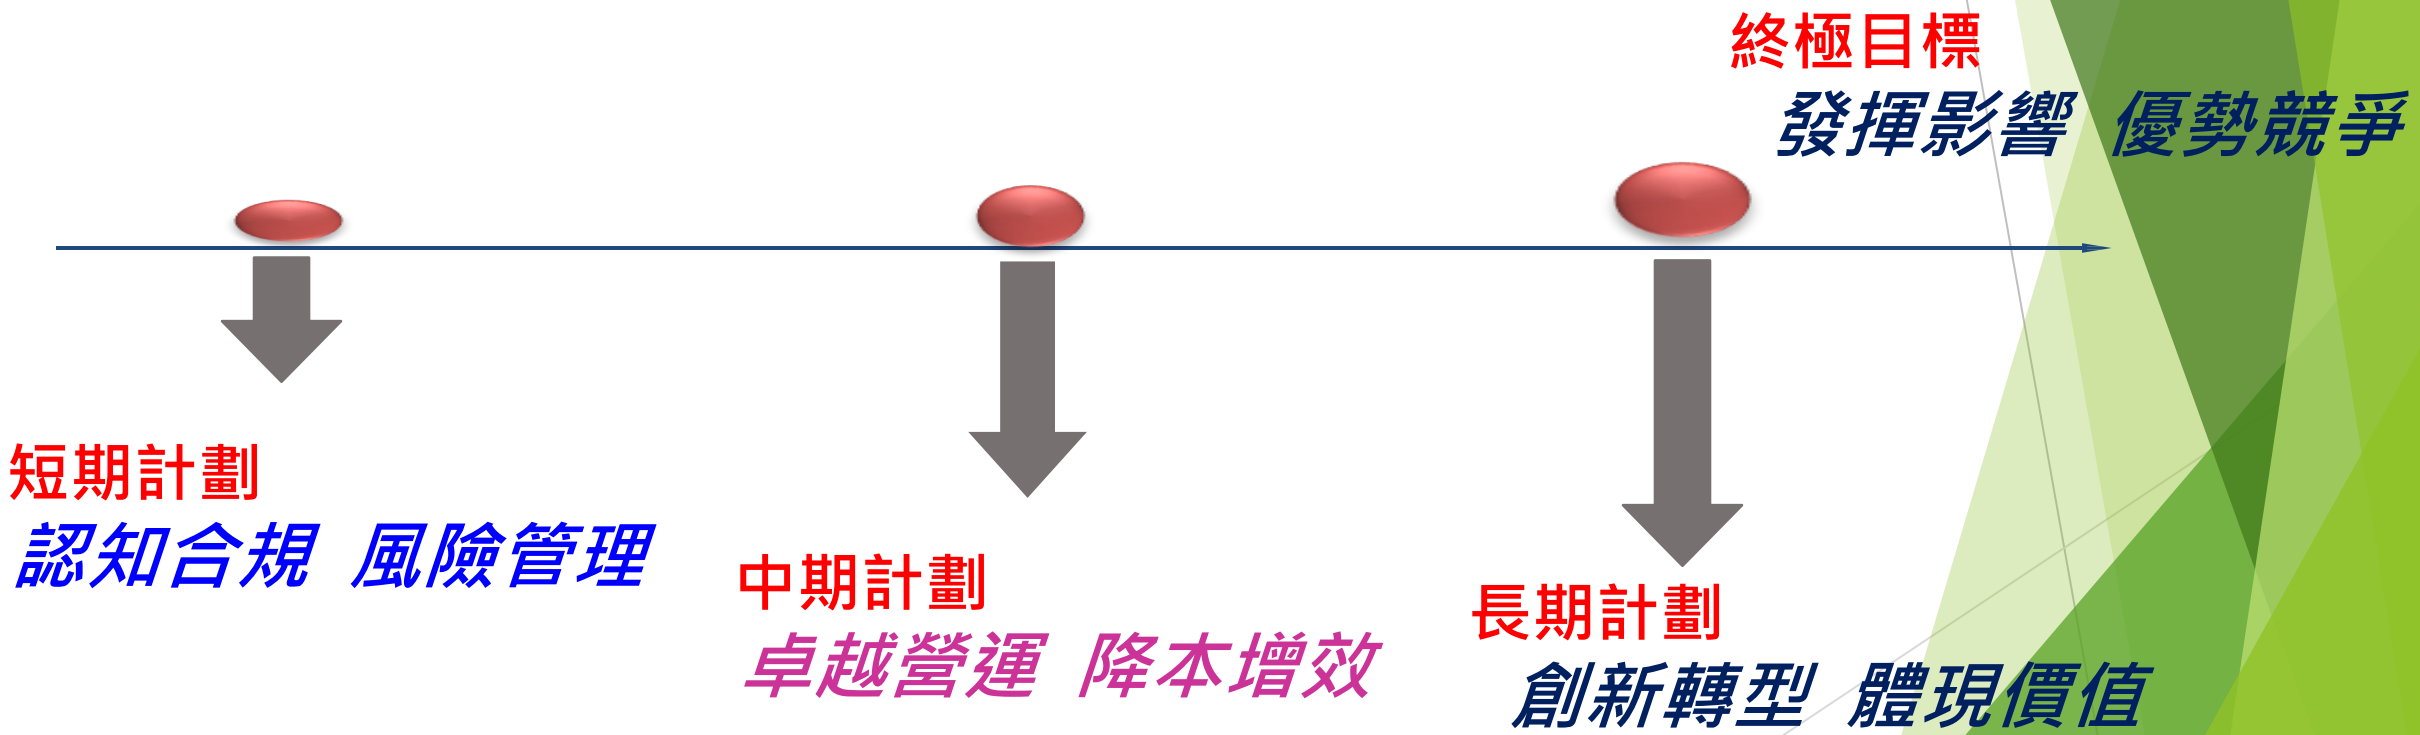 終極目標
發揮影響 優勢競爭
短期計劃
認知合規 風險管理
中期計劃
卓越營運 降本增效
長期計劃
創新轉型 體現價值